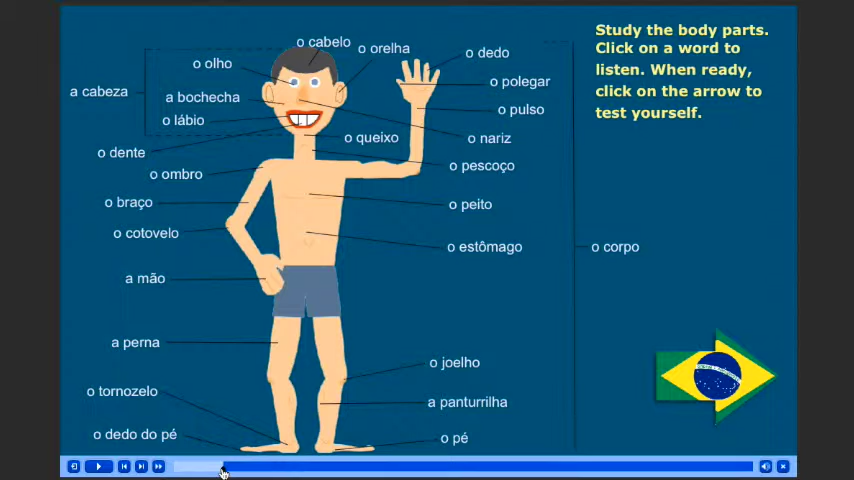 Study the body parts.
Click on a word to
listen. When ready,
click on the arrow to
test yourself.
o cabelo
o orelha
o dedo
o olho
o polegar
a cabeza
a bochecha
o pulso
o lábio
o queixo
o nariz
o dente
o pescoço
o ombro
o braço
o peito
o cotovelo
o estômago
o corpo
a mão
a perna
o joelho
o tornozelo
a panturrilha
o dedo do pé
o pé